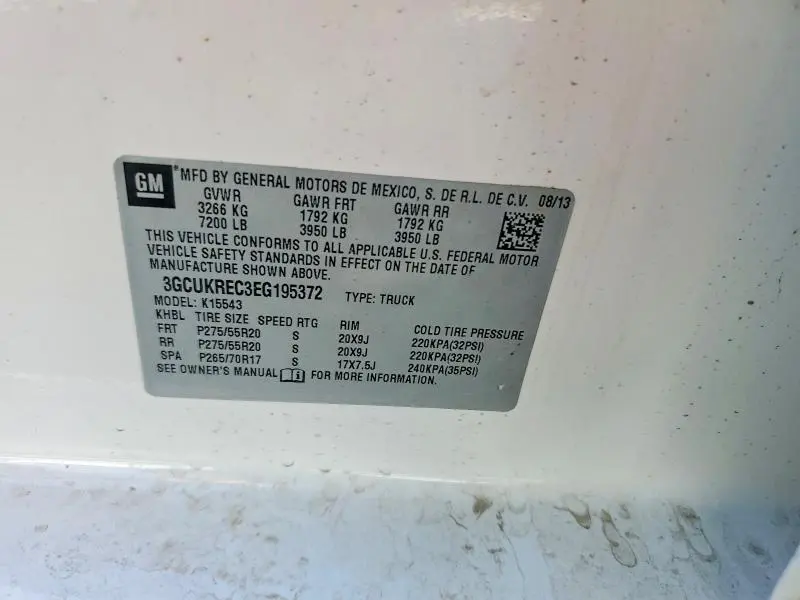 GM *MFD BY GENERAL MOTORS DE MEXICO, S. DE R.L. DE C.V. 08/13
GVWR GAWR FRT GAWR RR
3266 KG 1792 KG 1792 KG
7200 LB 3950 LB 3950 LB
THIS VEHICLE CONFORMS TO ALL APPLICABLE U.S. FEDERAL MOTOR
VEHICLE SAFETY STANDARDS IN EFFECT ON THE DATE OF
MANUFACTURE SHOWN ABOVE.
3GCUKREC3EG195372 TYPE: TRUCK
MODEL: K15543
KHBL TIRE SIZE SPEED RTG RIM COLD TIRE PRESSURE
FRT P275/55R20 S 20X9J 220KPA(32PSI)
RR P275/55R20 S 20X9J 220KPA(32PSI)
SPA P265/70R17 S 17X7.5J 240KPA(35PSI)
SEE OWNER'S MANUAL i FOR MORE INFORMATION.